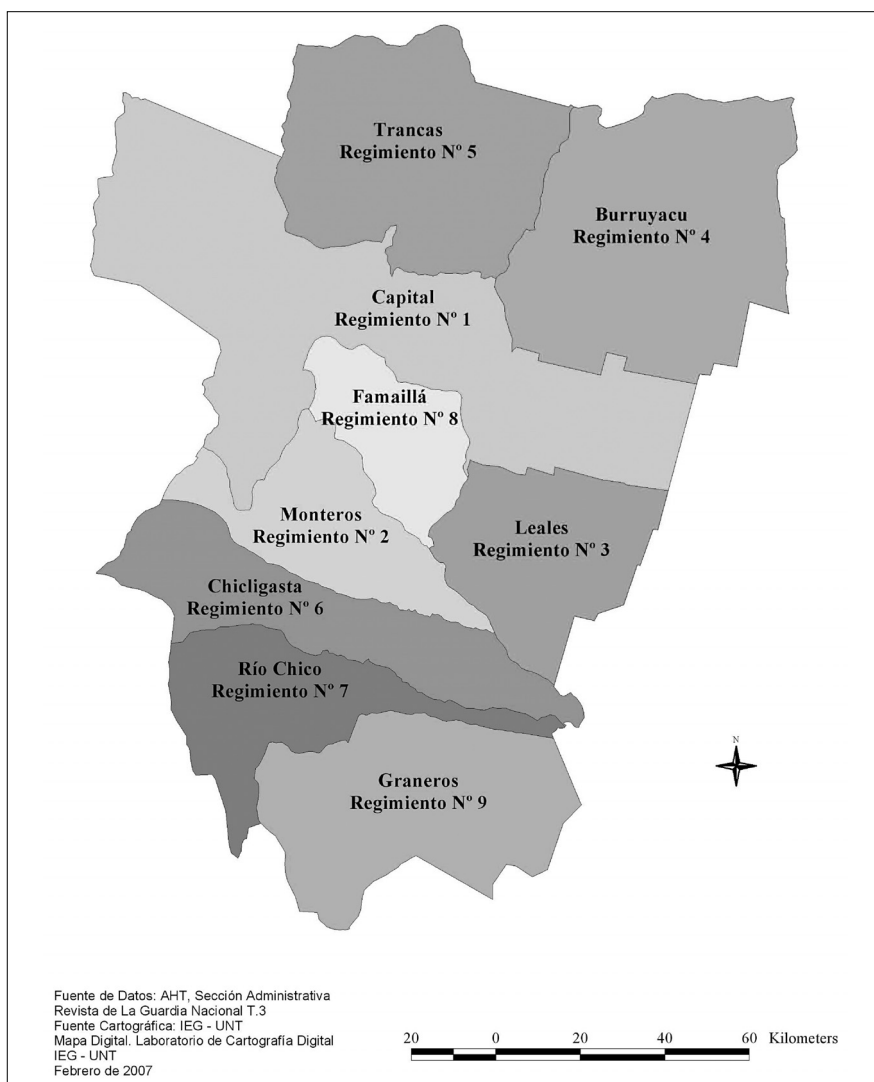 Trancas
Regimiento Nº 5
Burruyacu
Regimiento Nº 4
Capital
Regimiento Nº 1
Famaillá
Regimiento Nº 8
Monteros
Regimiento Nº 2
Leales
Regimiento Nº 3
Chicligasta
Regimiento Nº 6
Río Chico
Regimiento Nº 7
N
Graneros
Regimiento Nº 9
Fuente de Datos: AHT, Sección Administrativa
Revista de La Guardia Nacional T.3
Fuente Cartográfica: IEG - UNT
Mapa Digital. Laboratorio de Cartografía Digital
IEG - UNT
Febrero de 2007
20 0 20 40 60 Kilometers